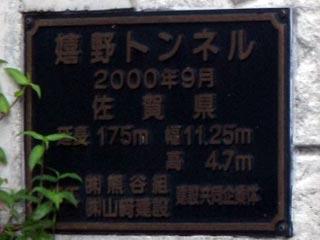 嬉野トンネル
2000年9月
佐賀県
延長 175m 幅 11.25m
高 4.7m
㈱熊谷組
㈱山﨑建設 建設共同企業体